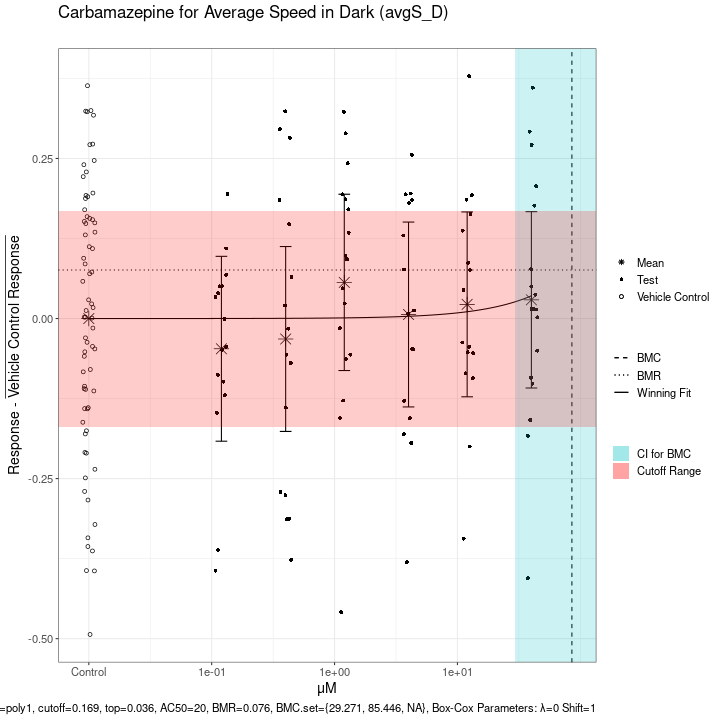 Carbamazepine for Average Speed in Dark (avgS_D)
Response - Vehicle Control Response
0.25
0.00
-0.25
-0.50
Control
1e-01
1e+00
1e+01
μM
Mean
Test
Vehicle Control
BMC
BMR
Winning Fit
CI for BMC
Cutoff Range
=poly1, cutoff=0.169, top=0.036, AC50=20, BMR=0.076, BMC.set={29.271, 85.446, NA}, Box-Cox Parameters: λ=0 Shift=1